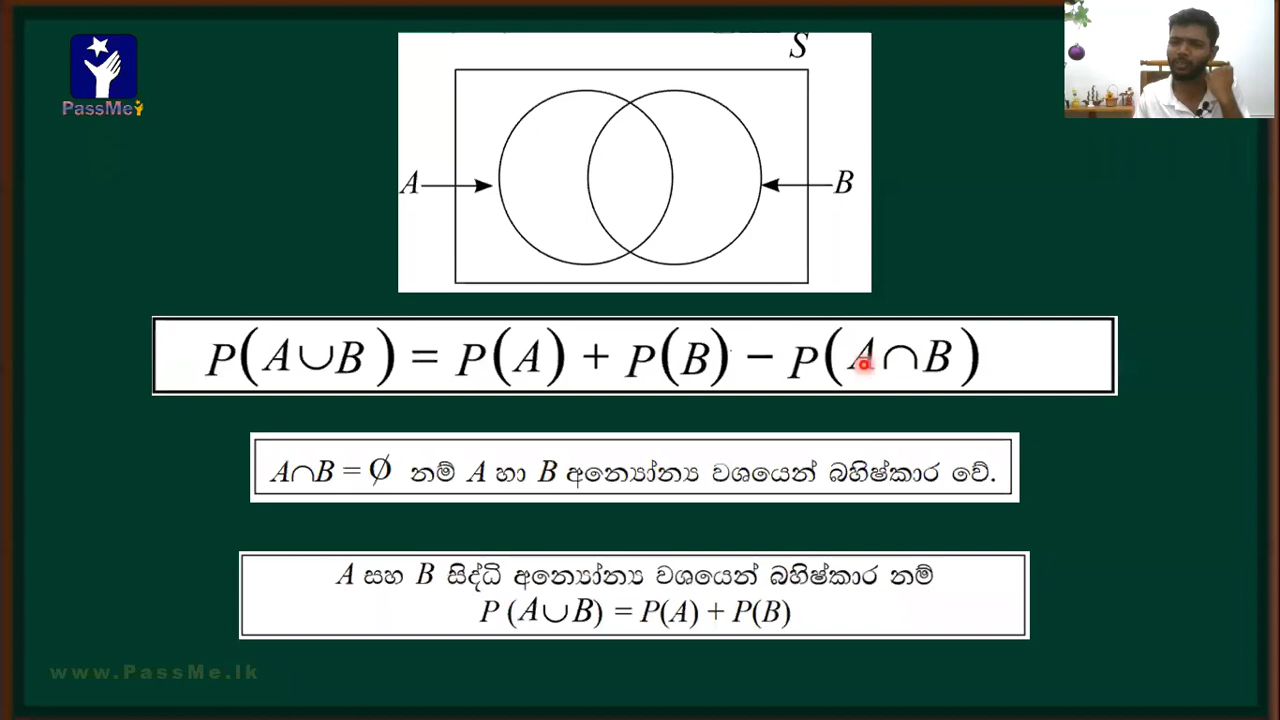 PassMe
S
A
B
P(A∪B) = P(A) + P(B) − P(A∩B)
A∩B = ∅ නම් A හා B අන්‍යෝන්‍ය වශයෙන් බහිෂ්කාර වේ.
A සහ B සිද්ධි අන්‍යෝන්‍ය වශයෙන් බහිෂ්කාර නම්
P (A∪B) = P(A) + P(B)
www.PassMe.lk